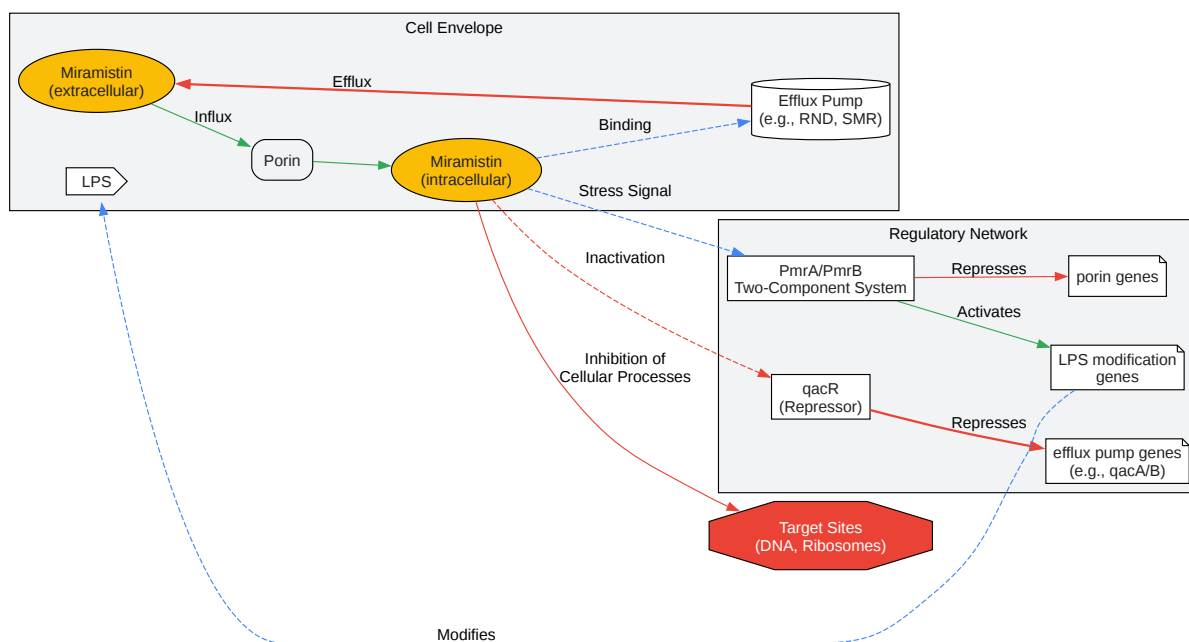 Cell Envelope
Miramistin
(extracellular)
Efflux
Efflux Pump
(e.g., RND, SMR)
Influx
Binding
Porin
Miramistin
(intracellular)
LPS
Stress Signal
Regulatory Network
Inactivation
PmrA/PmrB
Two-Component System
Represses
porin genes
Activates
Inhibition of
Cellular Processes
LPS modification
genes
qacR
(Repressor)
Represses
efflux pump genes
(e.g., qacA/B)
Target Sites
(DNA, Ribosomes)
Modifies